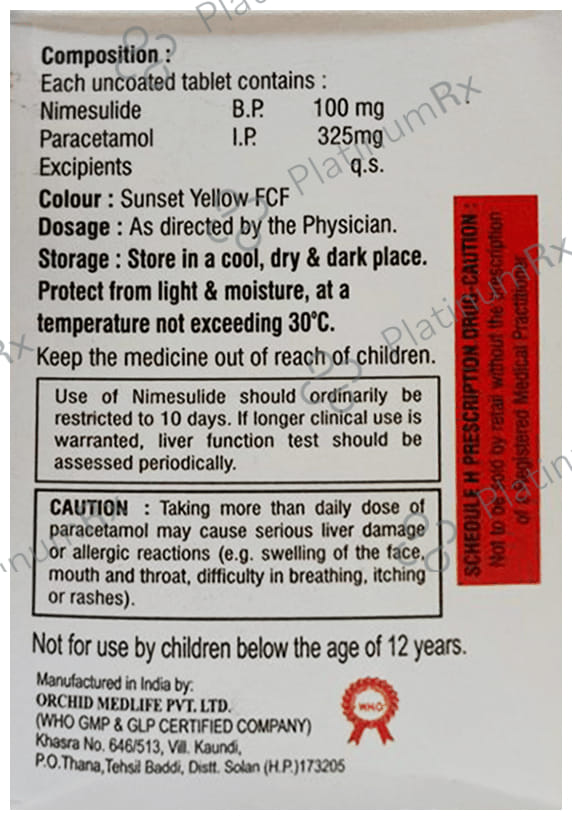 Composition :
Each uncoated tablet contains :
Nimesulide B.P. 100 mg
Paracetamol I.P. 325mg
Excipients q.s.
Colour : Sunset Yellow FCF
Dosage : As directed by the Physician.
Storage : Store in a cool, dry & dark place.
Protect from light & moisture, at a
temperature not exceeding 30°C.
Keep the medicine out of reach of children.
Use of Nimesulide should ordinarily be
restricted to 10 days. If longer clinical use is
warranted, liver function test should be
assessed periodically.
CAUTION : Taking more than daily dose of
paracetamol may cause serious liver damage
or allergic reactions (e.g. swelling of the face,
mouth and throat, difficulty in breathing, itching
or rashes).
Not for use by children below the age of 12 years.
Manufactured in India by:
ORCHID MEDLIFE PVT. LTD.
(WHO GMP & GLP CERTIFIED COMPANY)
Khasra No. 646/513, Vill. Kaundi,
P.O.Thana,Tehsil Baddi, Distt. Solan (H.P.)173205
WHO
SCHEDULE H PRESCRIPTION DRUG-CAUTION :
Not to be sold by retail without the prescription
of Registered Medical Practitioner
PlatinumRx
PlatinumRx
PlatinumRx